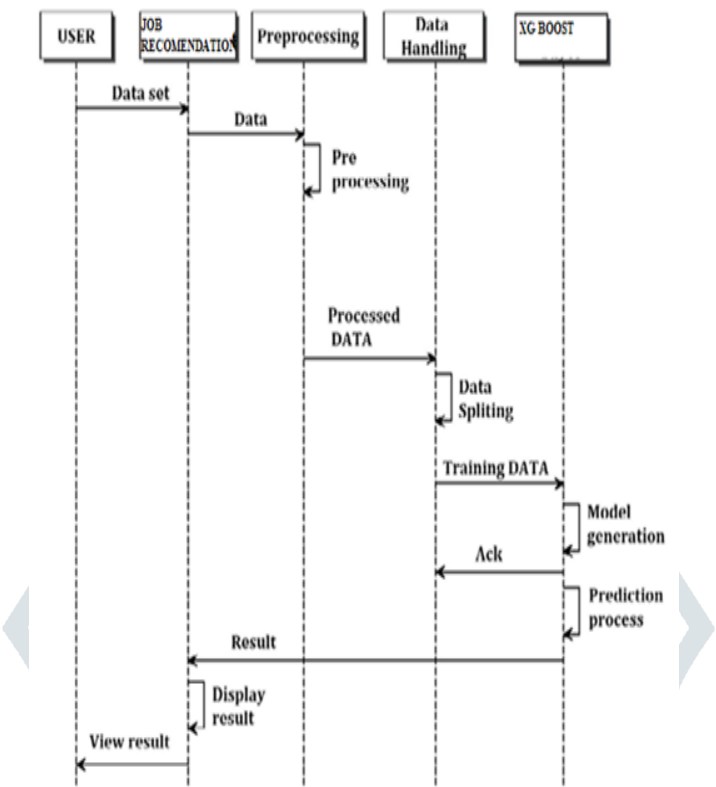 USER
JOB
RECOMENDATION
Preprocessing
Data
Handling
XG BOOST
Data set
Data
Pre
processing
Processed
DATA
Data
Spliting
Training DATA
Model
generation
Ack
Prediction
process
Result
Display
result
View result